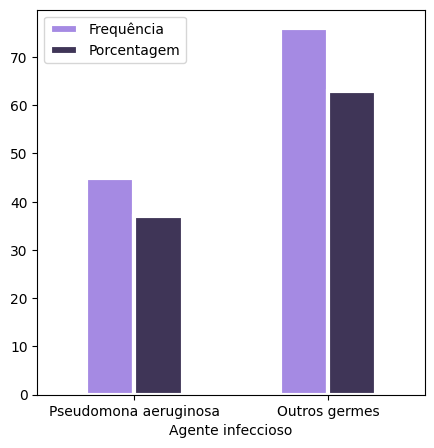 Frequência
Porcentagem
70
60
50
40
30
20
10
0
Pseudomona aeruginosa
Outros germes
Agente infeccioso